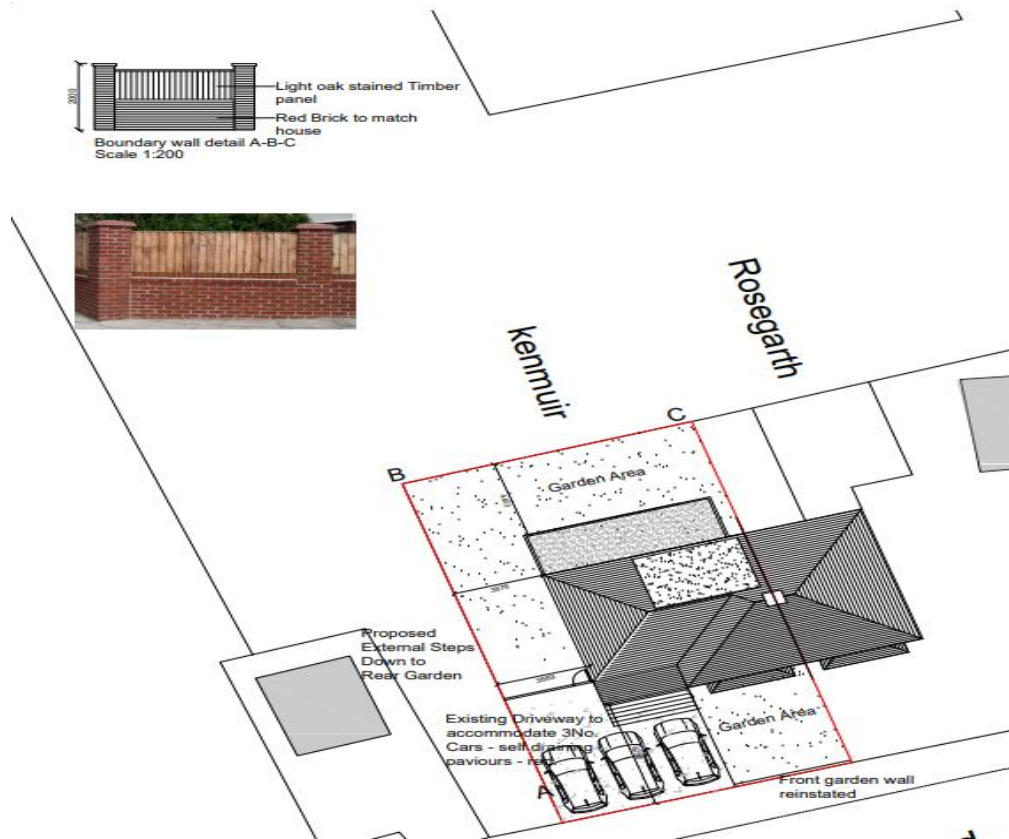 2000
Light oak stained Timber
panel
Red Brick to match
house
Boundary wall detail A-B-C
Scale 1:200
Rosegarth
kenmuir
C
B
Garden Area
3976
Proposed
External Steps
Down to
Rear Garden
3689
Existing Driveway to
accommodate 3No.
Cars - self draining
paviours - red
Garden Area
A
Front garden wall
reinstated